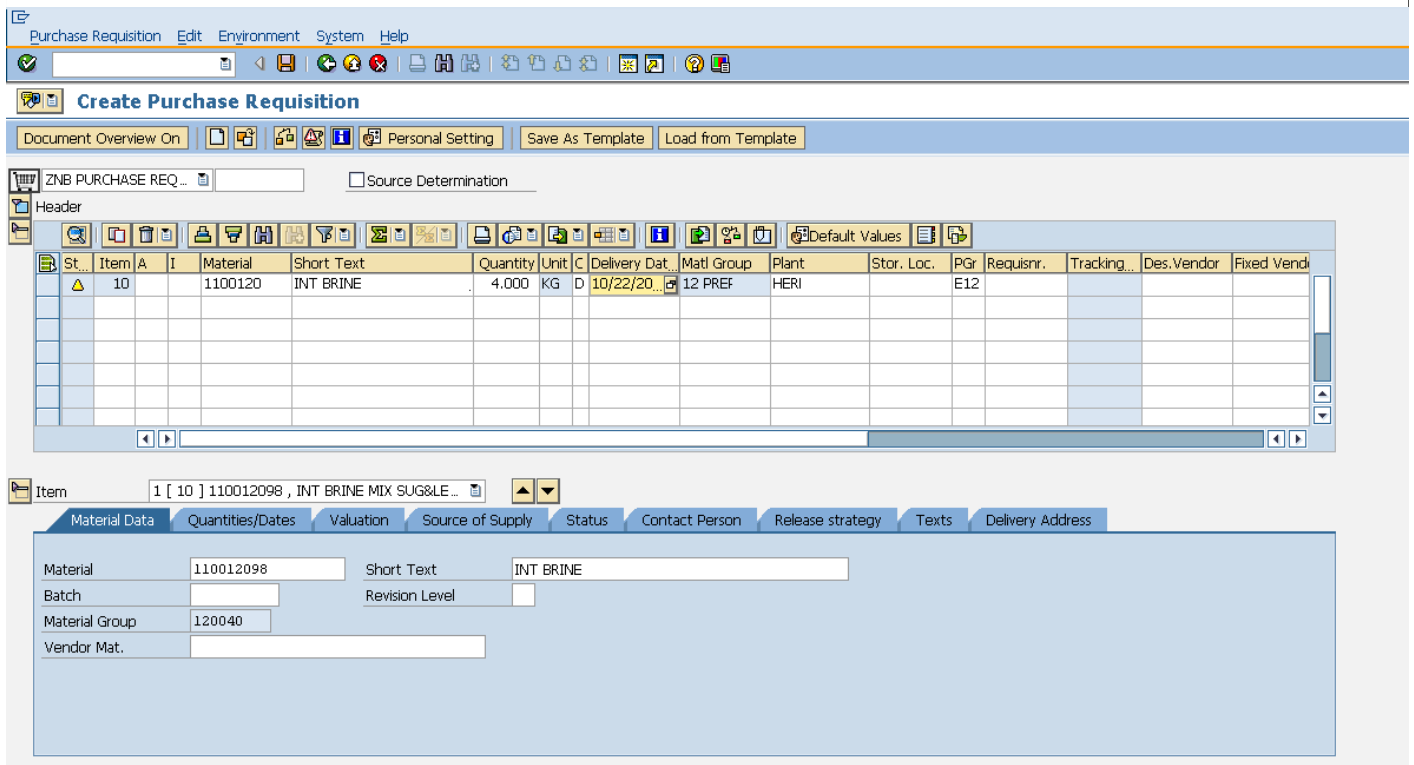 Purchase Requisition Edit Environment System Help
Create Purchase Requisition
Document Overview On Personal Setting Save As Template Load from Template
ZNB PURCHASE REQ... Source Determination
Header
Default Values
St... Item A I Material Short Text Quantity Unit C Delivery Dat... Matl Group Plant Stor. Loc. PGr Requisnr. Tracking... Des.Vendor Fixed Vend
10 1100120 INT BRINE 4.000 KG D 10/22/20... 12 PREF HERI E12
Item 1 [ 10 ] 110012098 , INT BRINE MIX SUG&LE...
Material Data Quantities/Dates Valuation Source of Supply Status Contact Person Release strategy Texts Delivery Address
Material 110012098 Short Text INT BRINE
Batch Revision Level
Material Group 120040
Vendor Mat.